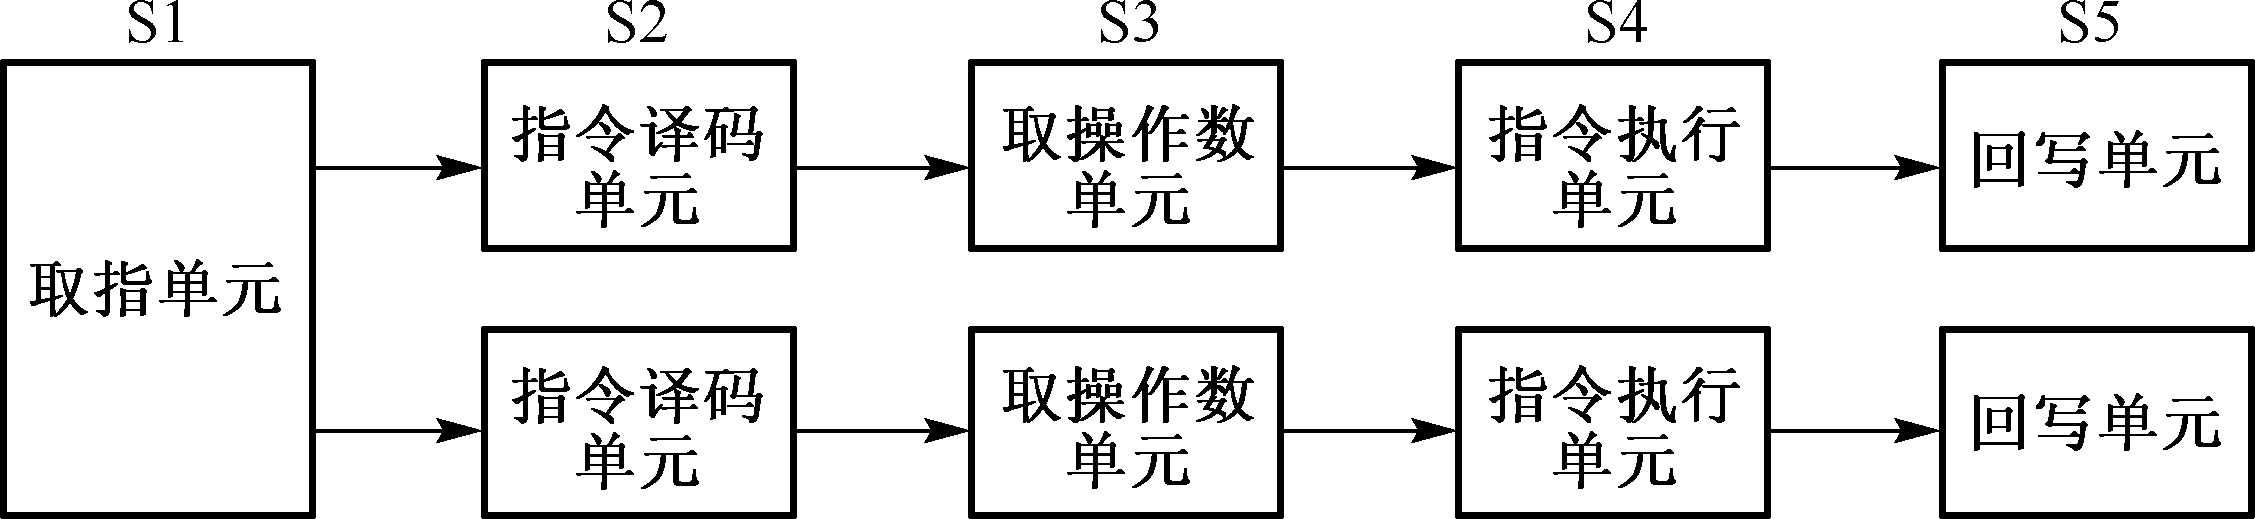 S1
S2
S3
S4
S5
取指单元
指令译码
单元
取操作数
单元
指令执行
单元
回写单元
指令译码
单元
取操作数
单元
指令执行
单元
回写单元